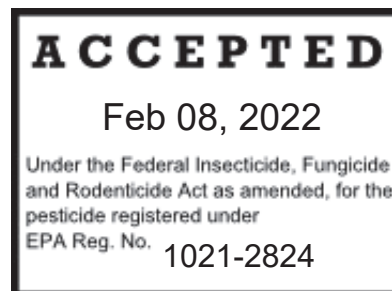 ACCEPTED
Feb 08, 2022
Under the Federal Insecticide, Fungicide
and Rodenticide Act as amended, for the
pesticide registered under
EPA Reg. No. 1021-2824